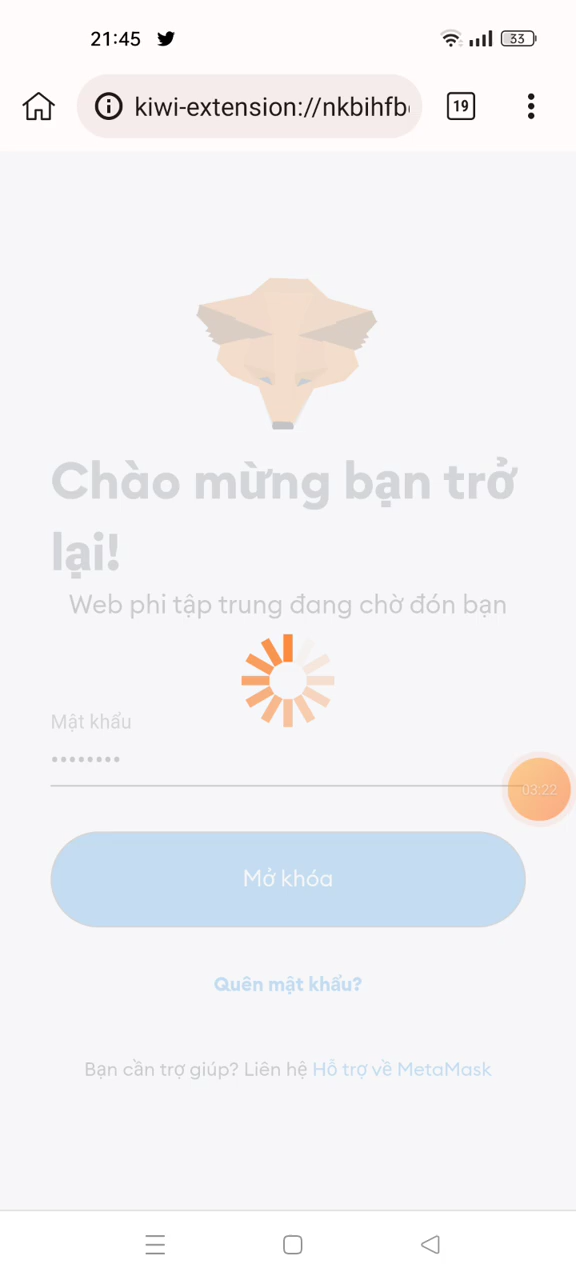 21:45
33
kiwi-extension://nkbihfb
19
Chào mừng bạn trở
lại!
Web phi tập trung đang chờ đón bạn
Mật khẩu
••••••••
03:22
Mở khóa
Quên mật khẩu?
Bạn cần trợ giúp? Liên hệ Hỗ trợ về MetaMask